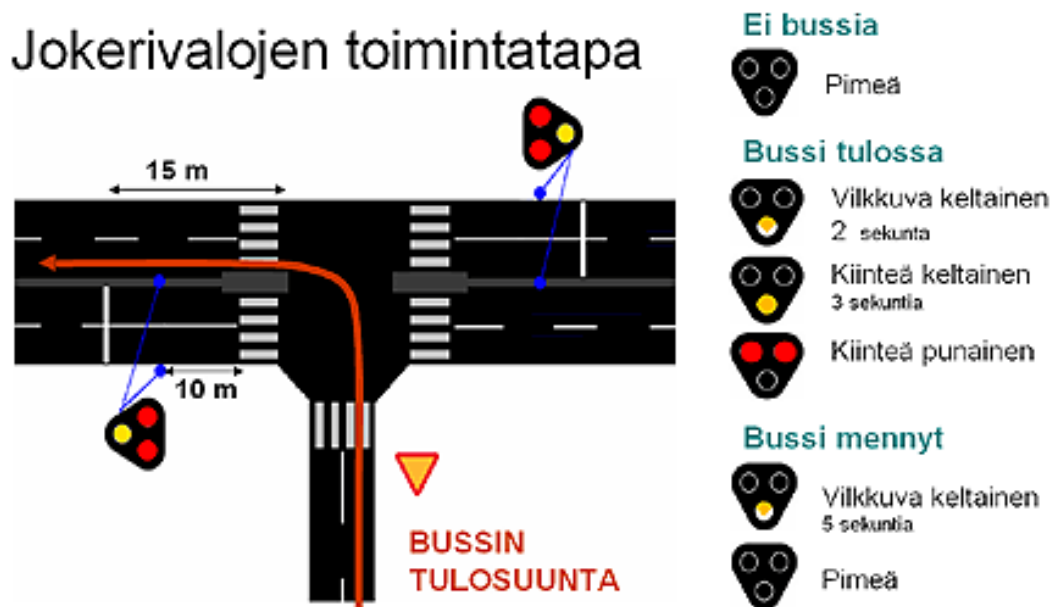 Jokerivalojen toimintatapa
15 m
10 m
BUSSIN
TULOSUUNTA
Ei bussia
Pimeä
Bussi tulossa
Vilkkuva keltainen
2 sekunta
Kiinteä keltainen
3 sekuntia
Kiinteä punainen
Bussi mennyt
Vilkkuva keltainen
5 sekuntia
Pimeä